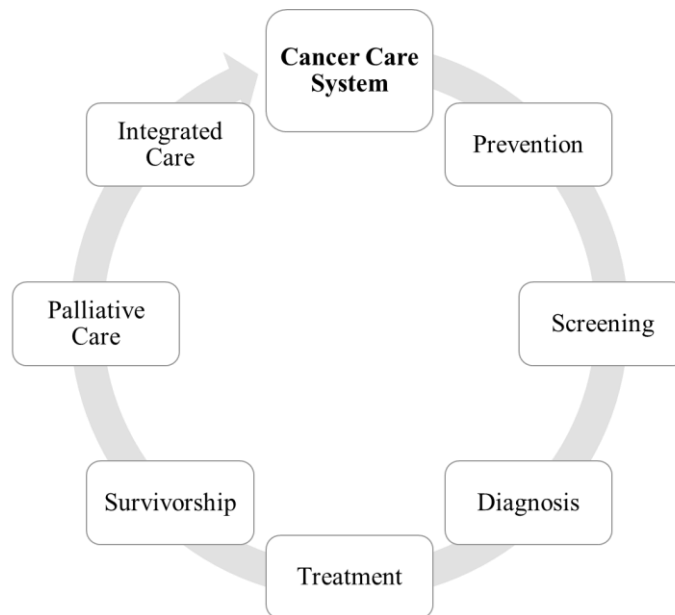 Cancer Care
System
Prevention
Screening
Diagnosis
Treatment
Survivorship
Palliative
Care
Integrated
Care